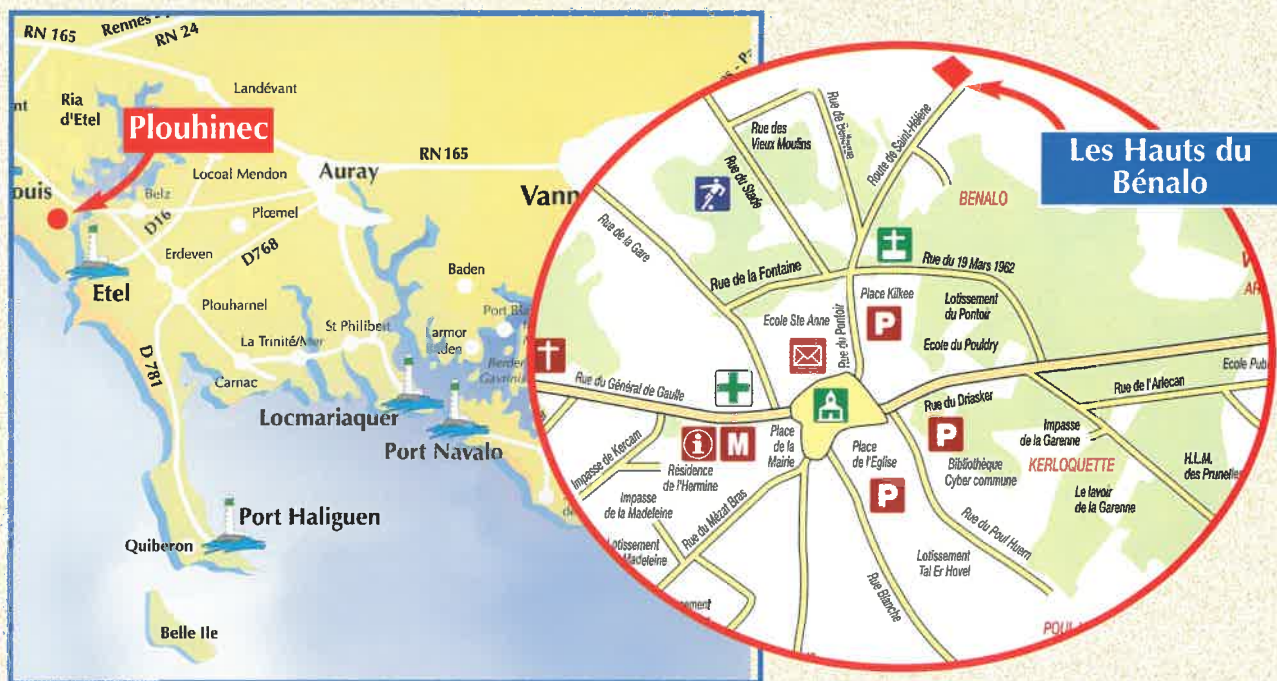 RN 165
Rennes
RN 24
Landévant
Ria
d'Etel
Plouhinec
RN 165
Locoal Mendon
Auray
Belz
ouis
D16
Plœmel
Vann
Erdeven
D768
Etel
Baden
Plouharnel
St Philibert
La Trinité/Mer
Larmor
Baden
D 781
Carnac
Locmariaquer
Port Navalo
Port Haliguen
Quiberon
Belle Ile
Les Hauts du
Bénalo
Rue des
Vieux Moulins
Route de Saint-Hélène
Rue du Stade
BENALO
Rue de la Gare
Rue de la Fontaine
Rue du 19 Mars 1962
Place Kilkee
Lotissement
du Pontoir
Ecole Ste Anne
P
Rue du Pontoir
Ecole du Pouldry
Rue du Général de Gaulle
Ecole Pub
Rue de l'Arlecan
Rue du Driasker
i M
Place
de la
Mairie
Place
de l'Eglise
P
Impasse
de la Garenne
Impasse de Kercam
Résidence
de l'Hermine
Bibliothèque
Cyber commune
KERLOQUETTE
H.L.M.
des Prunelles
P
Impasse
de la Madeleine
Rue du Mézat Bras
Le lavoir
de la Garenne
Rue du Poul Huern
Lotissement
Madeleine
Lotissement
Tal Er Hovel
Rue Blanche